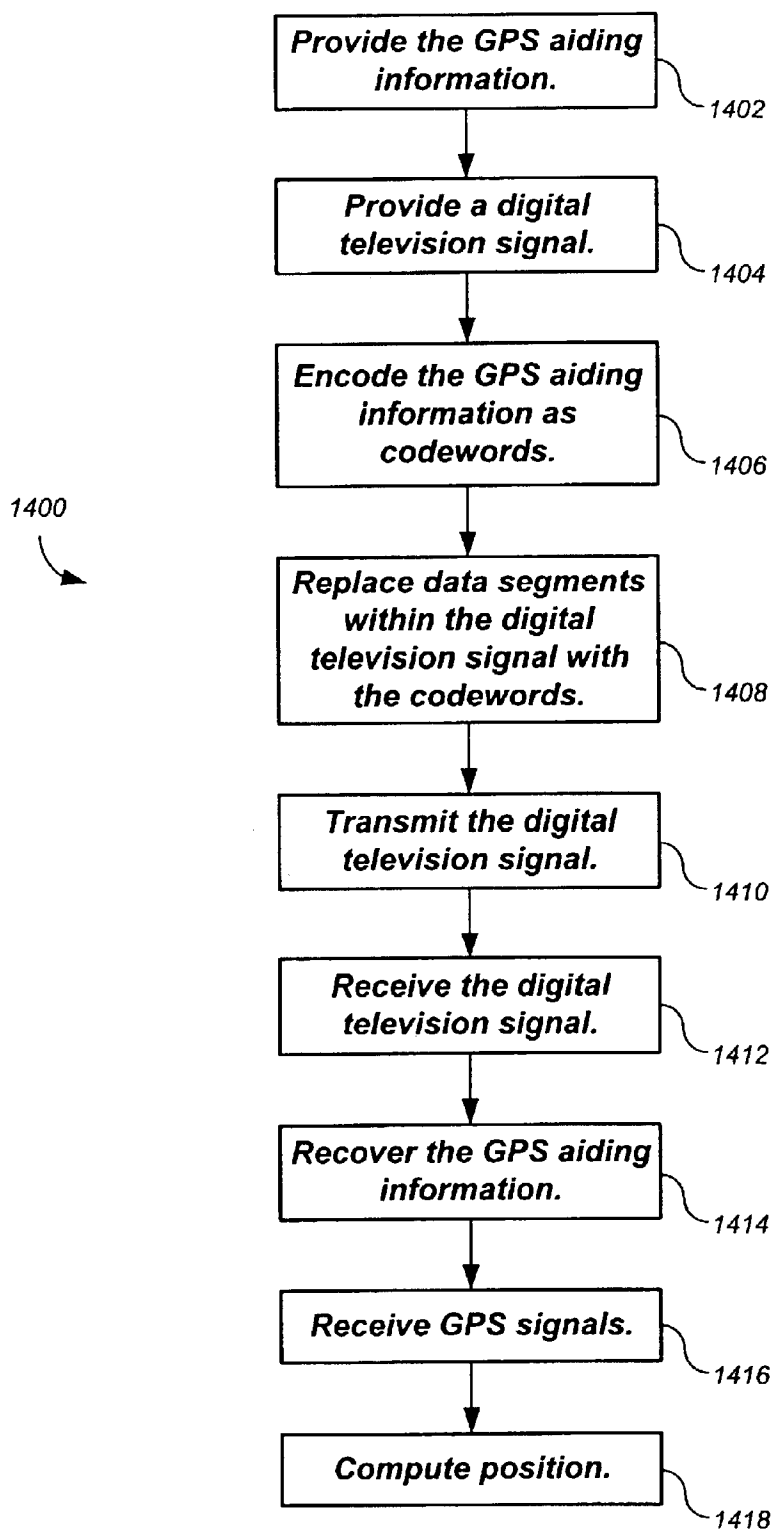 Provide the GPS aiding
information.
1402
Provide a digital
television signal.
1404
Encode the GPS aiding
information as
codewords.
1406
1400
Replace data segments
within the digital
television signal with
the codewords.
1408
Transmit the digital
television signal.
1410
Receive the digital
television signal.
1412
Recover the GPS aiding
information.
1414
Receive GPS signals.
1416
Compute position.
1418